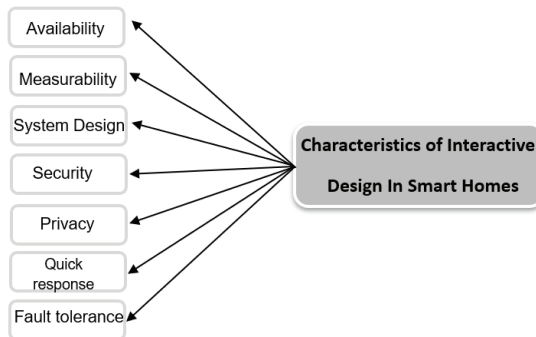 Availability
Measurability
System Design
Security
Privacy
Quick
response
Fault tolerance
Characteristics of Interactive
Design In Smart Homes